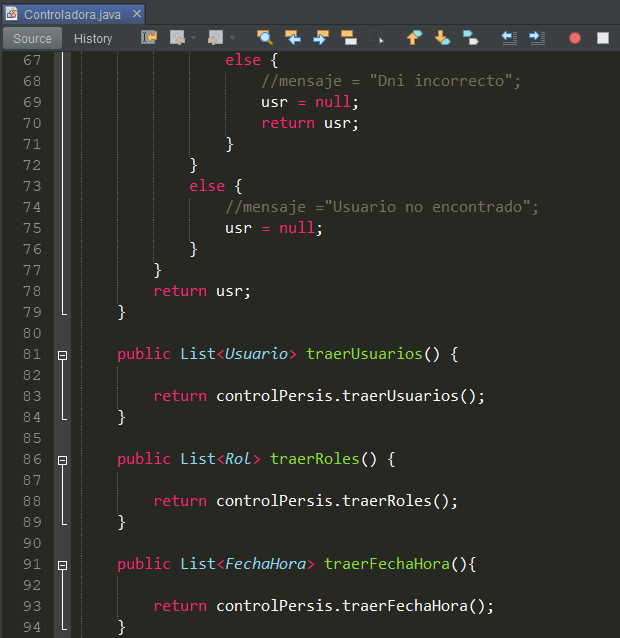 Controladora.java ×
Source History
67 else {
68 //mensaje = "Dni incorrecto";
69 usr = null;
70 return usr;
71 }
72 }
73 else {
74 //mensaje ="Usuario no encontrado";
75 usr = null;
76 }
77 }
78 return usr;
79 }
80
81 public List<Usuario> traerUsuarios() {
82
83 return controlPersis.traerUsuarios();
84 }
85
86 public List<Rol> traerRoles() {
87
88 return controlPersis.traerRoles();
89 }
90
91 public List<FechaHora> traerFechaHora(){
92
93 return controlPersis.traerFechaHora();
94 }